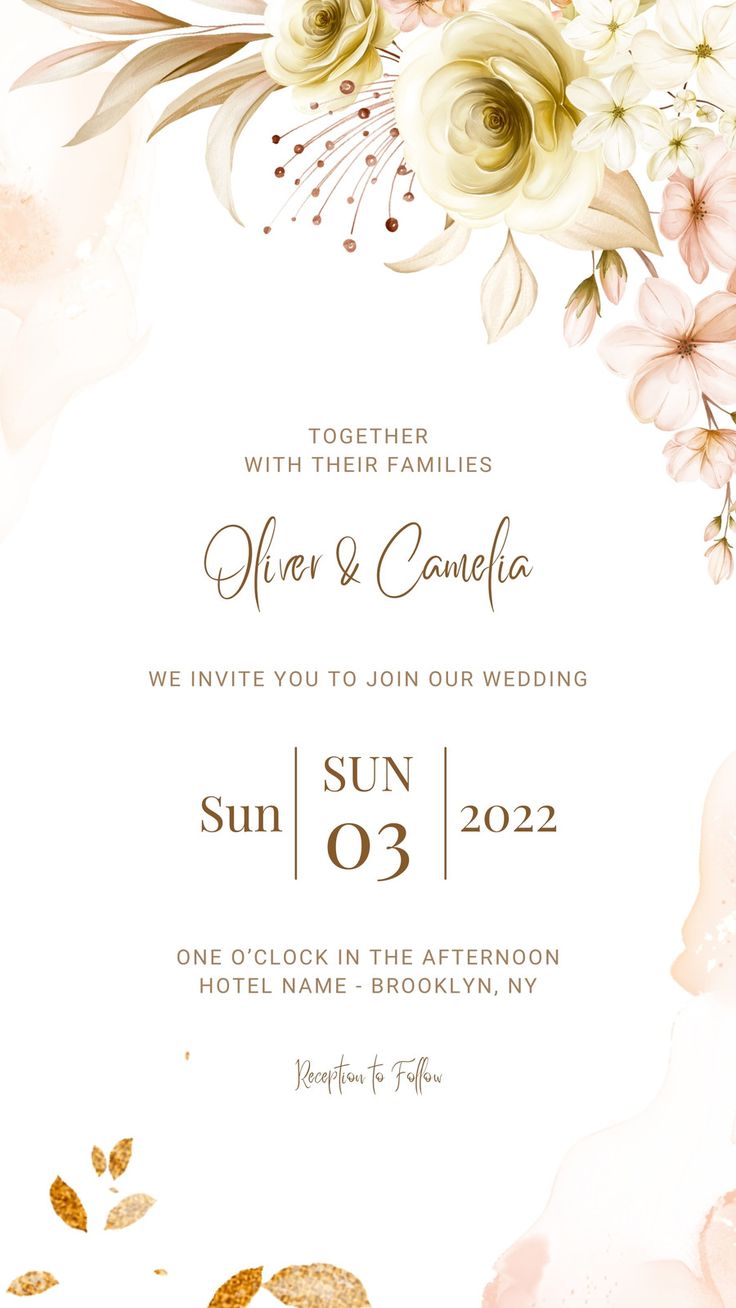 TOGETHER
WITH THEIR FAMILIES
Oliver & Camelia
WE INVITE YOU TO JOIN OUR WEDDING
SUN
Sun
03
2022
ONE O’CLOCK IN THE AFTERNOON
HOTEL NAME - BROOKLYN, NY
Reception to Follow